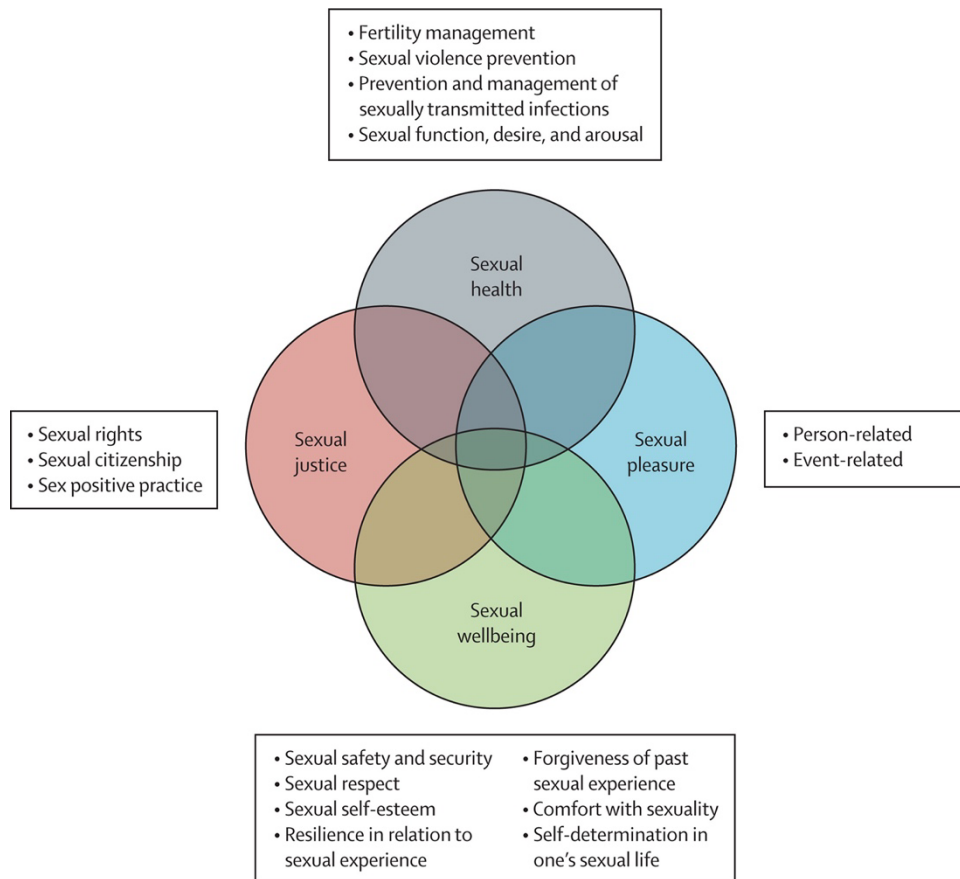 • Fertility management
• Sexual violence prevention
• Prevention and management of
sexually transmitted infections
• Sexual function, desire, and arousal
Sexual
health
• Sexual rights
• Sexual citizenship
• Sex positive practice
Sexual
justice
Sexual
pleasure
• Person-related
• Event-related
Sexual
wellbeing
• Sexual safety and security
• Sexual respect
• Sexual self-esteem
• Resilience in relation to
sexual experience
• Forgiveness of past
sexual experience
• Comfort with sexuality
• Self-determination in
one's sexual life